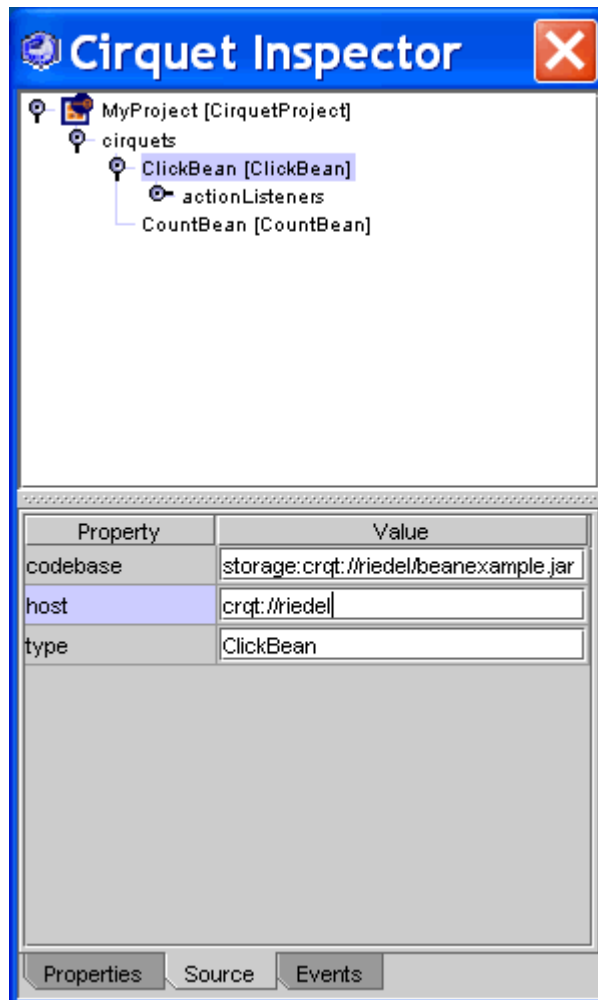 Cirquet Inspector
MyProject [CirquetProject]
cirquets
ClickBean [ClickBean]
actionListeners
CountBean [CountBean]
Property Value
codebase storage:crqt://riedel/beanexample.jar
host crqt://riedel
type ClickBean
Properties Source Events